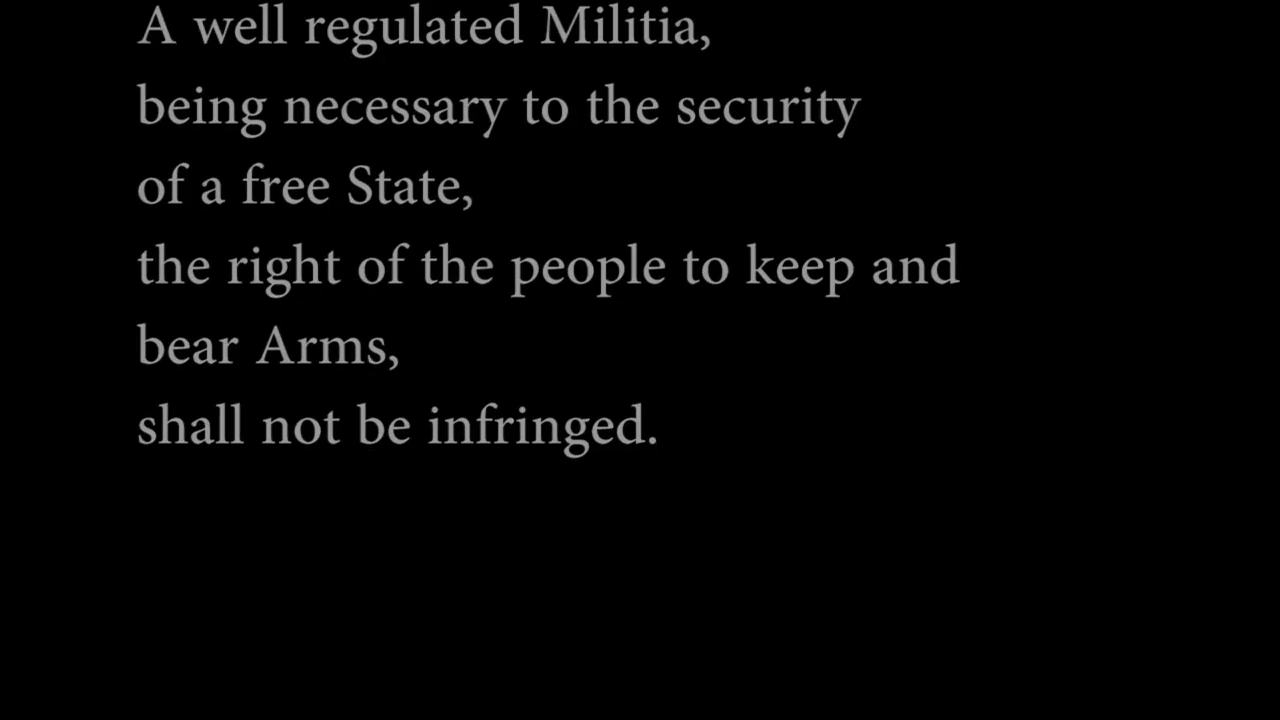 A well regulated Militia,
being necessary to the security
of a free State,
the right of the people to keep and
bear Arms,
shall not be infringed.